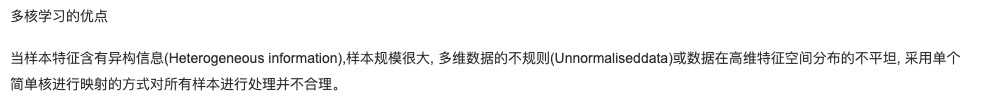 多核学习的优点
当样本特征含有异构信息(Heterogeneous information),样本规模很大, 多维数据的不规则(Unnormaliseddata)或数据在高维特征空间分布的不平坦, 采用单个
简单核进行映射的方式对所有样本进行处理并不合理。